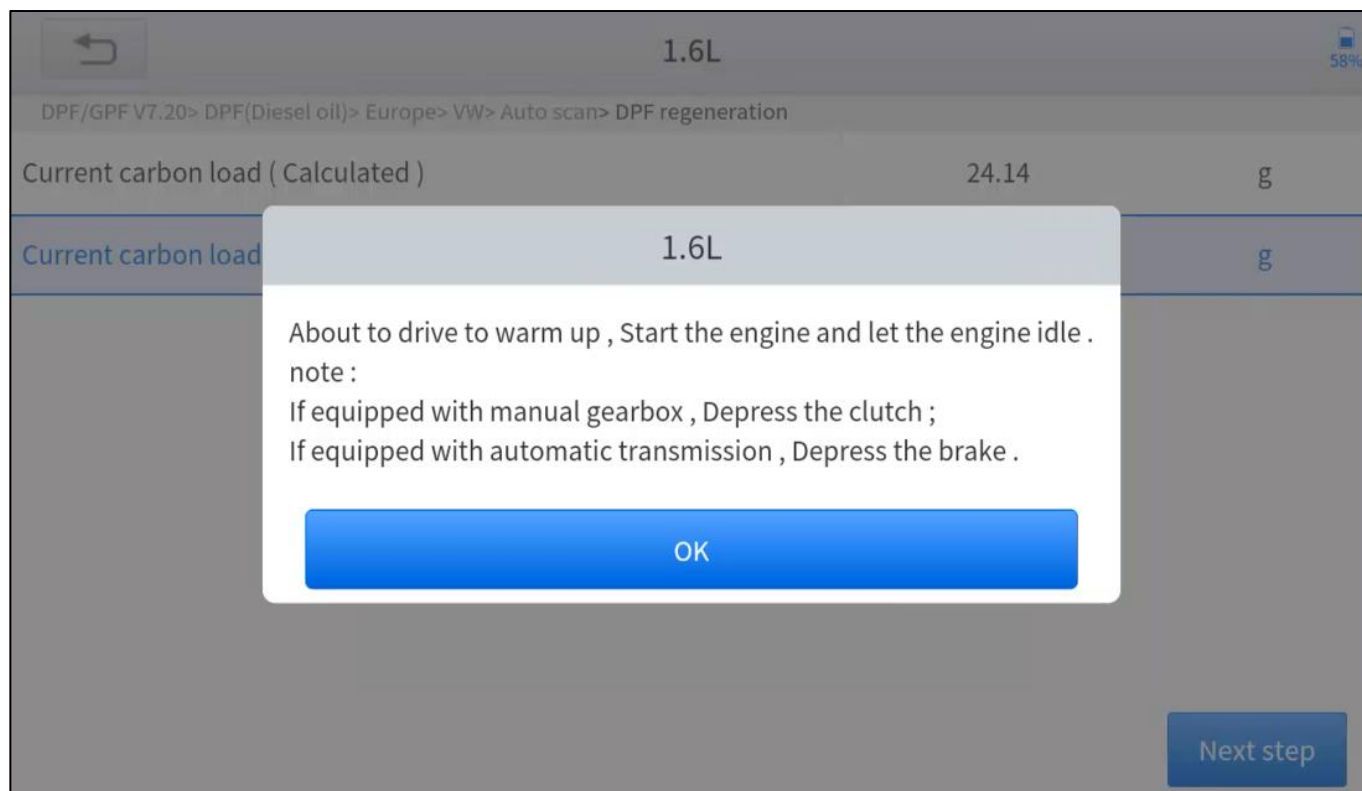 1.6L
58%
DPF/GPF V7.20> DPF(Diesel oil)> Europe> VW> Auto scan> DPF regeneration
Current carbon load ( Calculated ) 24.14 g
Current carbon load g
1.6L
About to drive to warm up , Start the engine and let the engine idle .
note :
If equipped with manual gearbox , Depress the clutch ;
If equipped with automatic transmission , Depress the brake .
OK
Next step